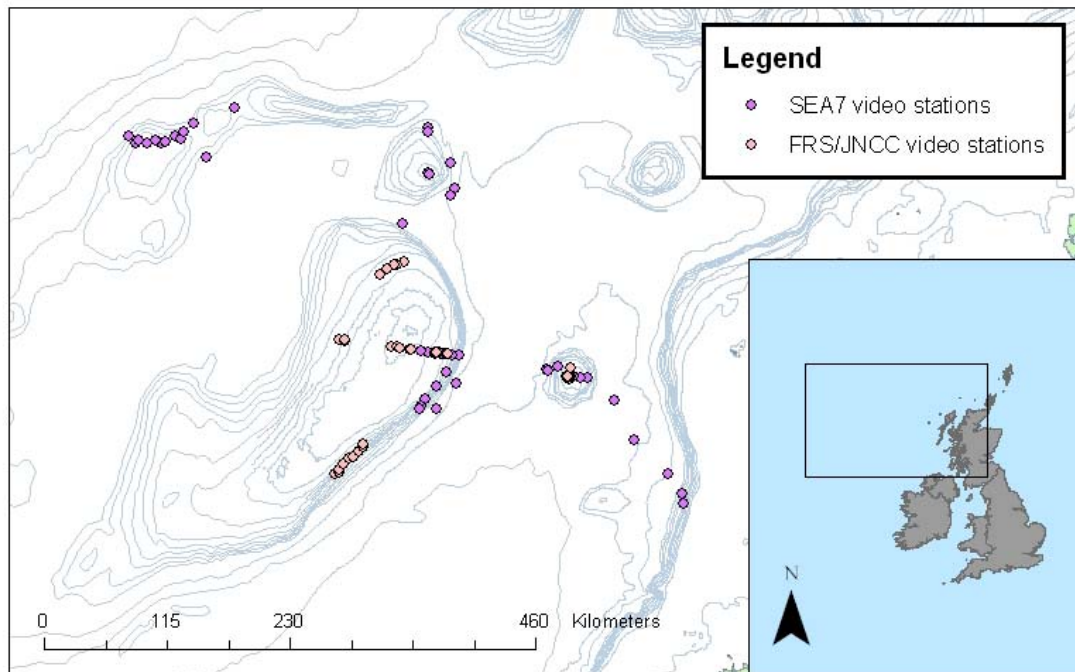 Legend
SEA7 video stations
FRS/JNCC video stations
N
0 115 230 460 Kilometers